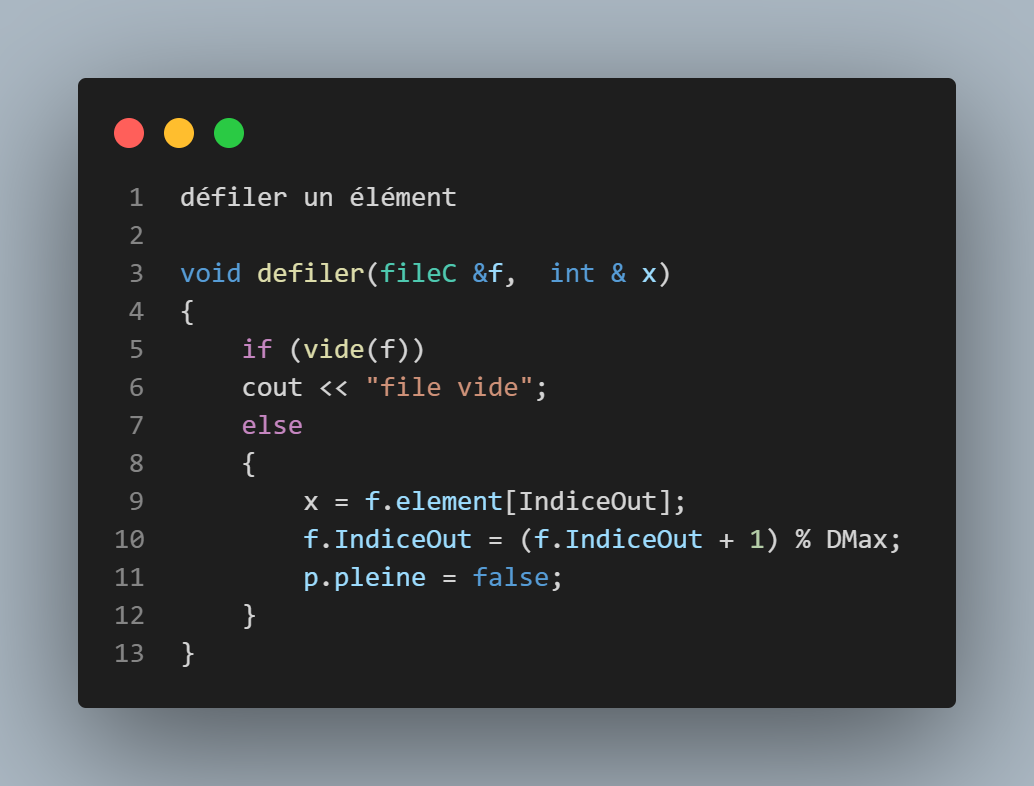 1 défiler un élément
2
3 void defiler(fileC &f,  int & x)
4 {
5     if (vide(f))
6     cout << "file vide";
7     else
8     {
9         x = f.element[IndiceOut];
10         f.IndiceOut = (f.IndiceOut + 1) % DMax;
11         p.pleine = false;
12     }
13 }